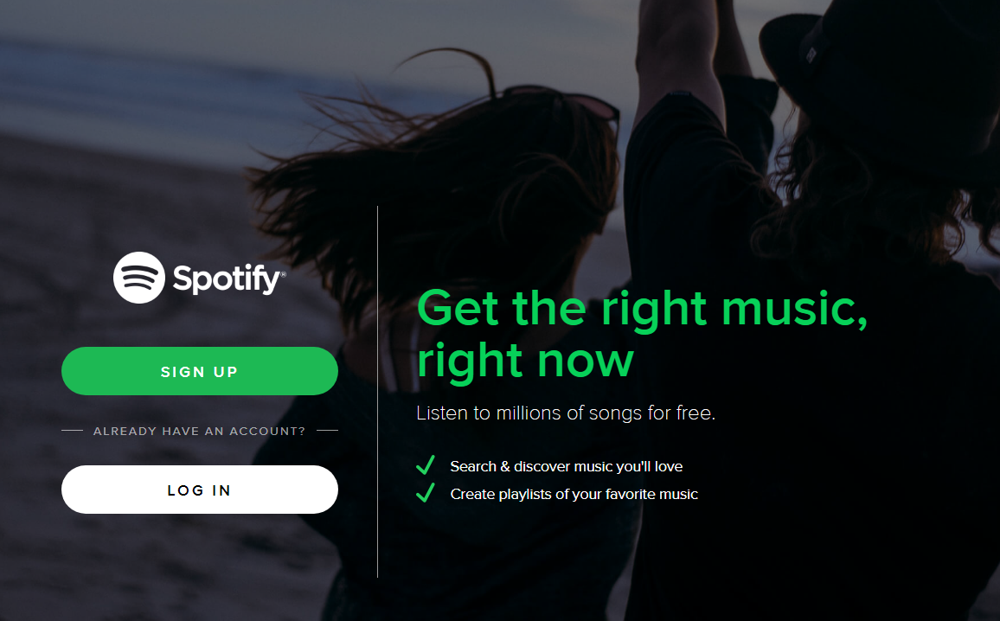 Spotify®
SIGN UP
ALREADY HAVE AN ACCOUNT?
LOG IN
Get the right music,
right now
Listen to millions of songs for free.
Search & discover music you'll love
Create playlists of your favorite music